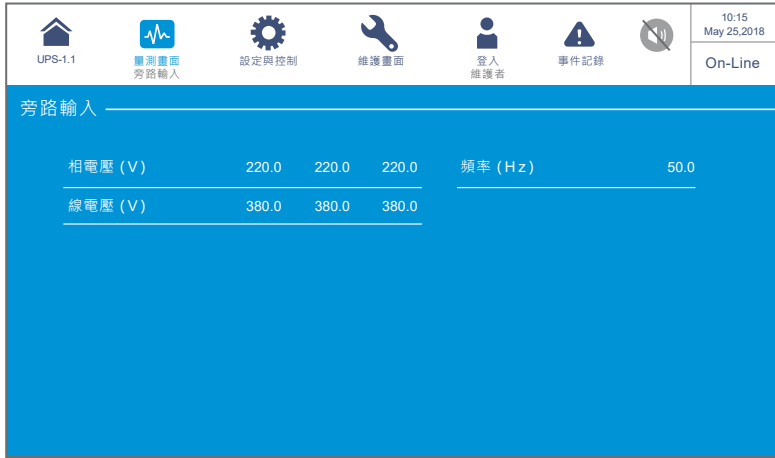 UPS-1.1
量測畫面
旁路輸入
設定與控制
維護畫面
登入
維護者
事件記錄
10:15
May 25,2018
On-Line
旁路輸入
相電壓 (V) 220.0 220.0 220.0 頻率 (Hz) 50.0
線電壓 (V) 380.0 380.0 380.0